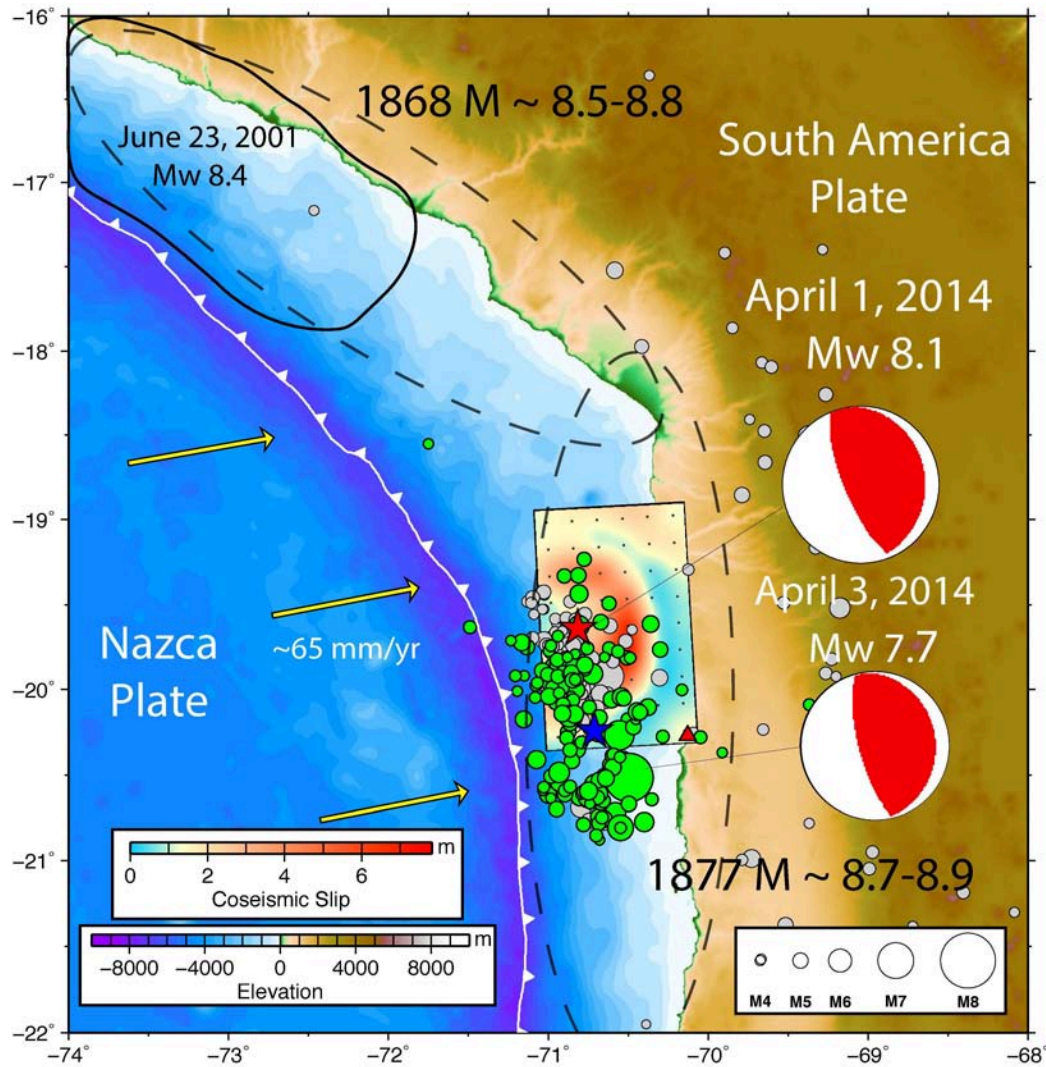 1868 M ~ 8.5-8.8
June 23, 2001
Mw 8.4
South America
Plate
April 1, 2014
Mw 8.1
April 3, 2014
Mw 7.7
Nazca
Plate
~65 mm/yr
1877 M ~ 8.7-8.9
0 2 4 6 m
Coseismic Slip
−8000 −4000 0 4000 8000 m
Elevation
M4 M5 M6 M7 M8
−16°
−17°
−18°
−19°
−20°
−21°
−22°
−74° −73° −72° −71° −70° −69° −68°